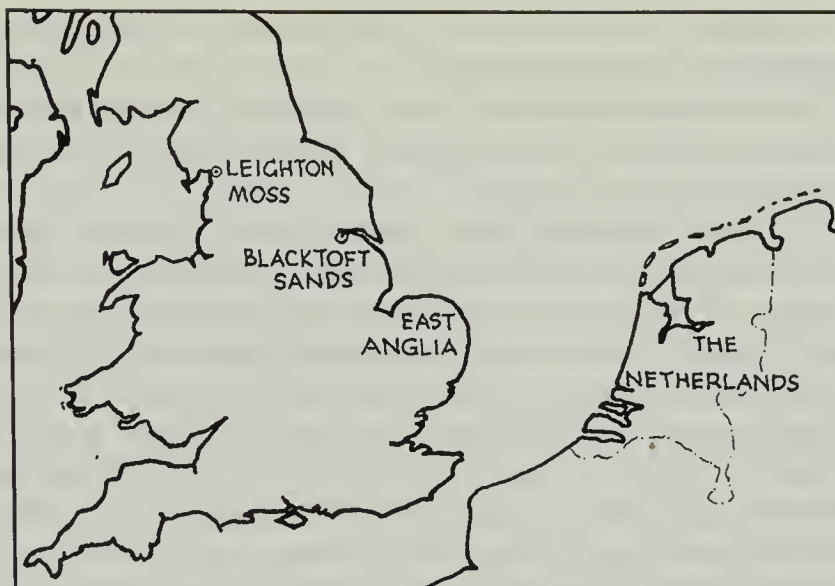 LEIGHTON
MOSS
BLACKTOFT
SANDS
EAST
ANGLIA
THE
NETHERLANDS